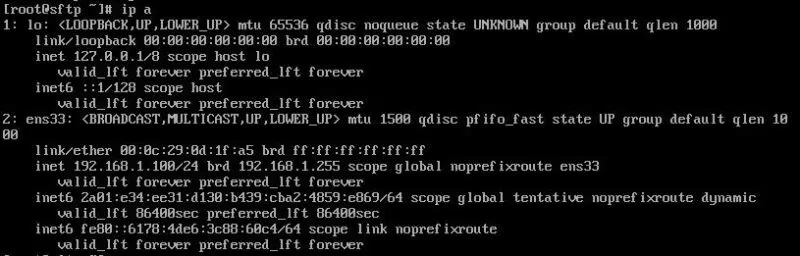 [root@sftp ~]# ip a
1: lo: <LOOPBACK,UP,LOWER_UP> mtu 65536 qdisc noqueue state UNKNOWN group default qlen 1000
link/loopback 00:00:00:00:00:00 brd 00:00:00:00:00:00
inet 127.0.0.1/8 scope host lo
valid_lft forever preferred_lft forever
inet6 ::1/128 scope host
valid_lft forever preferred_lft forever
2: ens33: <BROADCAST,MULTICAST,UP,LOWER_UP> mtu 1500 qdisc pfifo_fast state UP group default qlen 10
00
link/ether 00:0c:29:0d:1f:a5 brd ff:ff:ff:ff:ff:ff
inet 192.168.1.100/24 brd 192.168.1.255 scope global noprefixroute ens33
valid_lft forever preferred_lft forever
inet6 2a01:e34:ee31:d130:b439:cba2:4859:e869/64 scope global tentative noprefixroute dynamic
valid_lft 86400sec preferred_lft 86400sec
inet6 fe80::6178:4de6:3c88:60c4/64 scope link noprefixroute
valid_lft forever preferred_lft forever